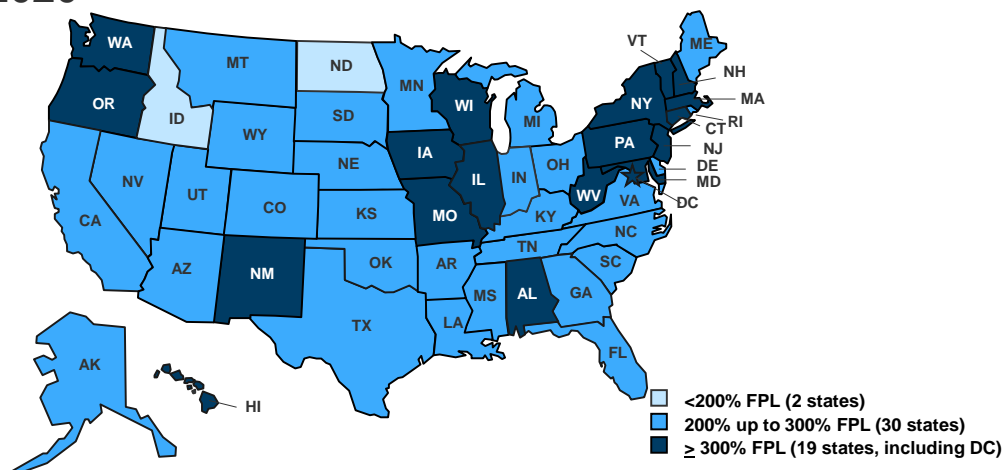 WA
VT
ME
MT
ND
MN
NH
OR
WI
NY
MA
ID
SD
MI
RI
WY
CT
IA
PA
NJ
NE
OH
DE
NV
IL
IN
MD
UT
WV
VA
DC
CO
CA
KS
MO
KY
NC
TN
OK
AR
SC
AZ
NM
MS
AL
GA
TX
LA
FL
AK
HI
<200% FPL (2 states)
200% up to 300% FPL (30 states)
> 300% FPL (19 states, including DC)